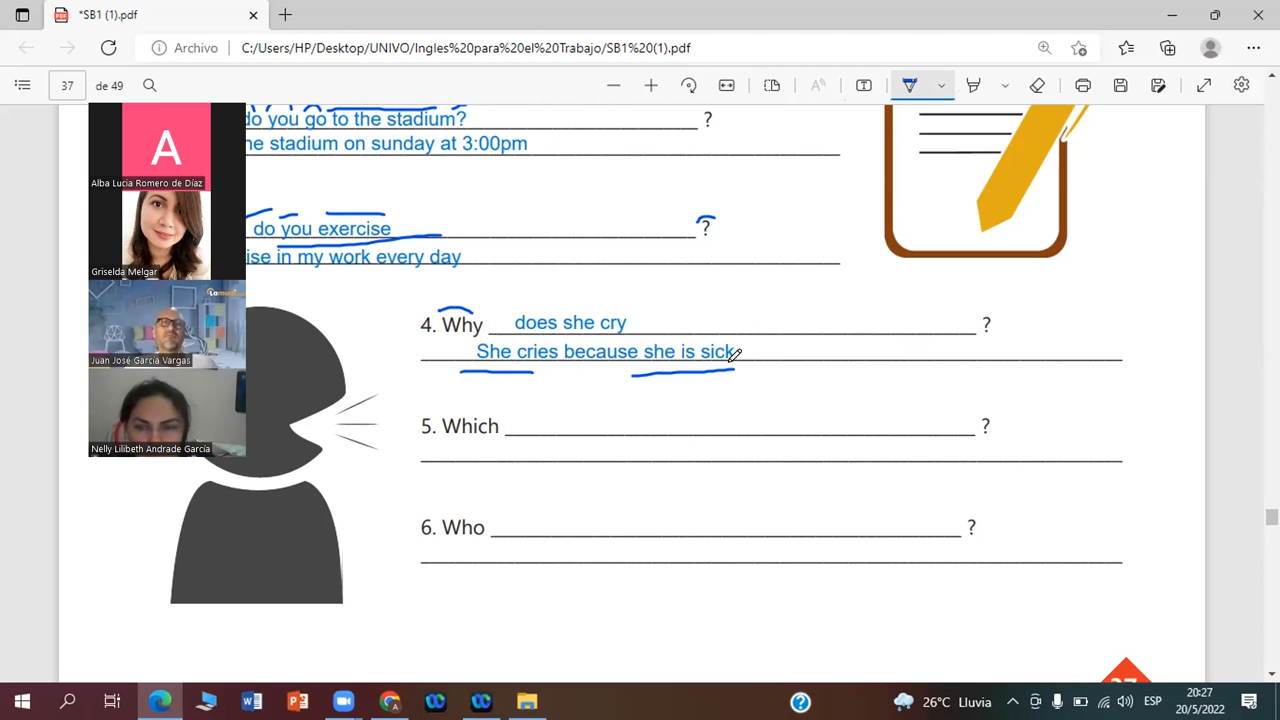 *SB1 (1).pdf
Archivo
C:/Users/HP/Desktop/UNIVO/Ingles%20para%20el%20Trabajo/SB1%20(1).pdf
37
de 49
do you go to the stadium?
?
he stadium on sunday at 3:00pm
A
Alba Lucia Romero de Díaz
do you exercise
?
ise in my work every day
Griselda Melgar
Lamudi
4. Why does she cry ?
She cries because she is sick
Juan José García Vargas
5. Which ?
Nelly Lilibeth Andrade García
6. Who ?
26°C Lluvia
ESP
20:27
20/5/2022